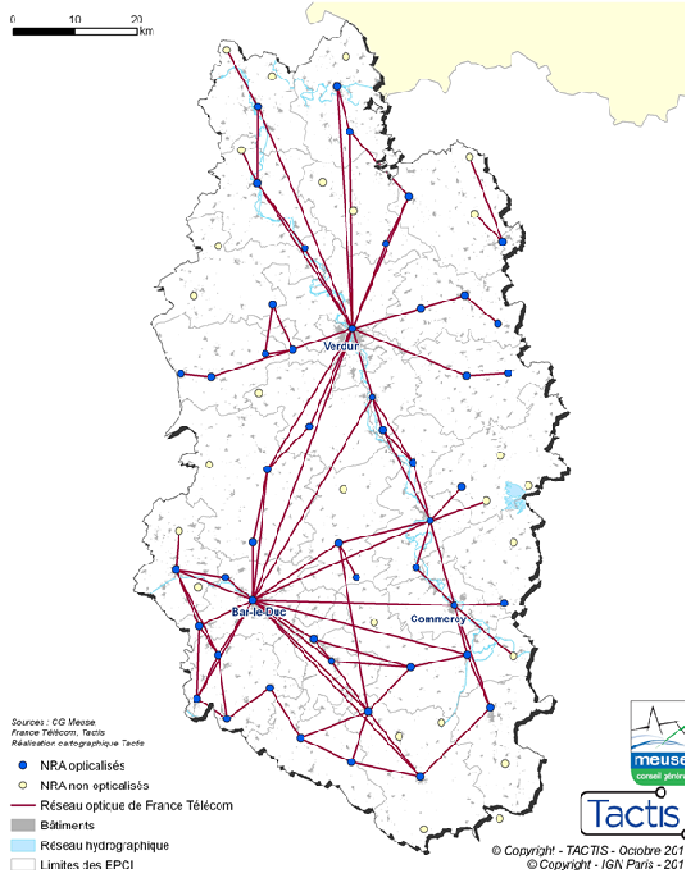 0 10 20
km
Verdun
Bar-le-Duc
Commercy
Sources : CG Meuse,
France Télécom, Tactis
Réalisation cartographique Tactis
NRA opticalisés
NRA non opticalisés
Réseau optique de France Télécom
Bâtiments
Réseau hydrographique
Limites des EPCI
meuse
conseil général
Tactis
© Copyright - TACTIS - Octobre 201
© Copyright - IGN Paris - 201